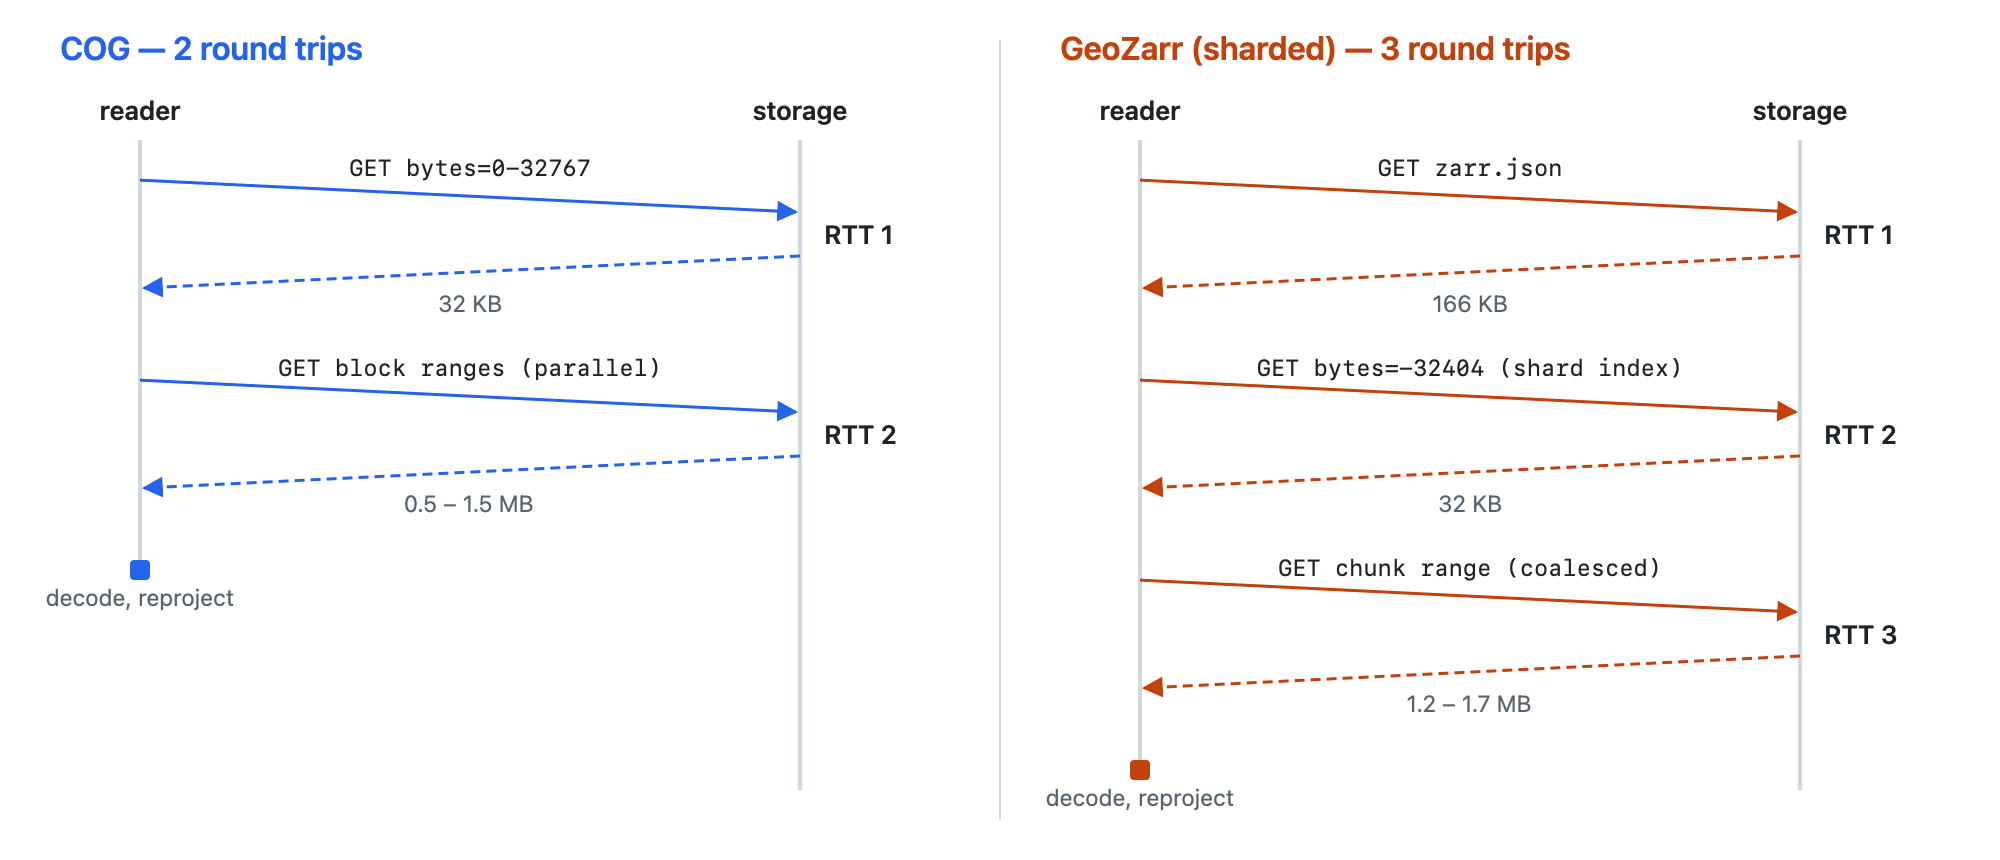 COG — 2 round trips
reader
storage
GET bytes=0–32767
RTT 1
32 KB
GET block ranges (parallel)
RTT 2
0.5 – 1.5 MB
decode, reproject
GeoZarr (sharded) — 3 round trips
reader
storage
GET zarr.json
RTT 1
166 KB
GET bytes=–32404 (shard index)
RTT 2
32 KB
GET chunk range (coalesced)
RTT 3
1.2 – 1.7 MB
decode, reproject